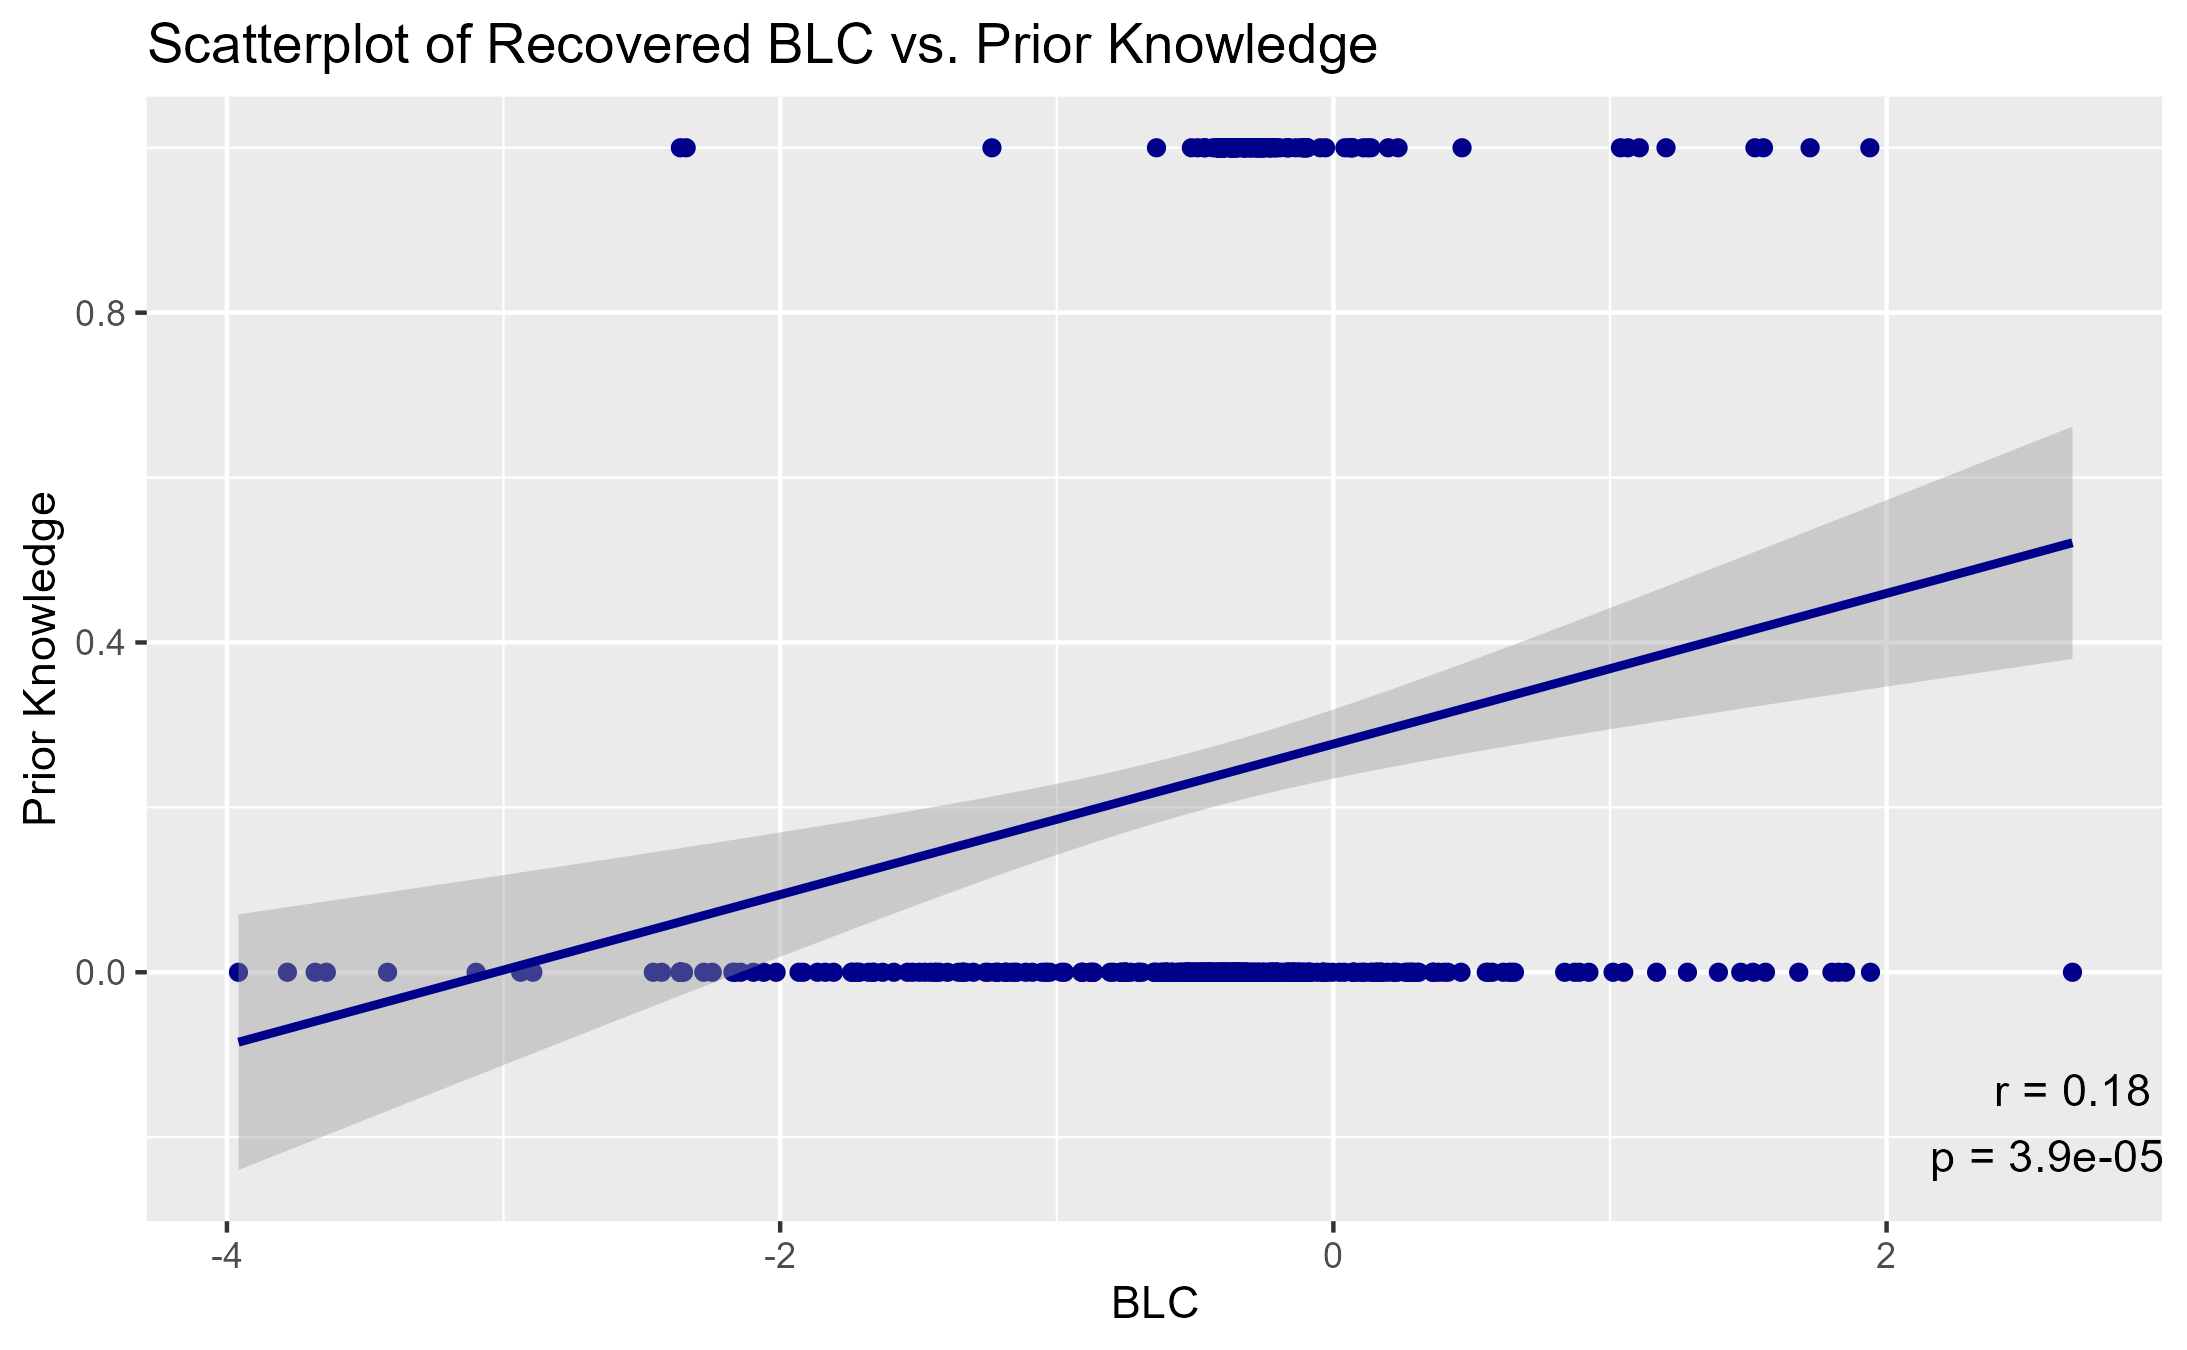 Scatterplot of Recovered BLC vs. Prior Knowledge
Prior Knowledge
0.8
0.4
0.0
r = 0.18
p = 3.9e-05
-4
-2
0
2
BLC